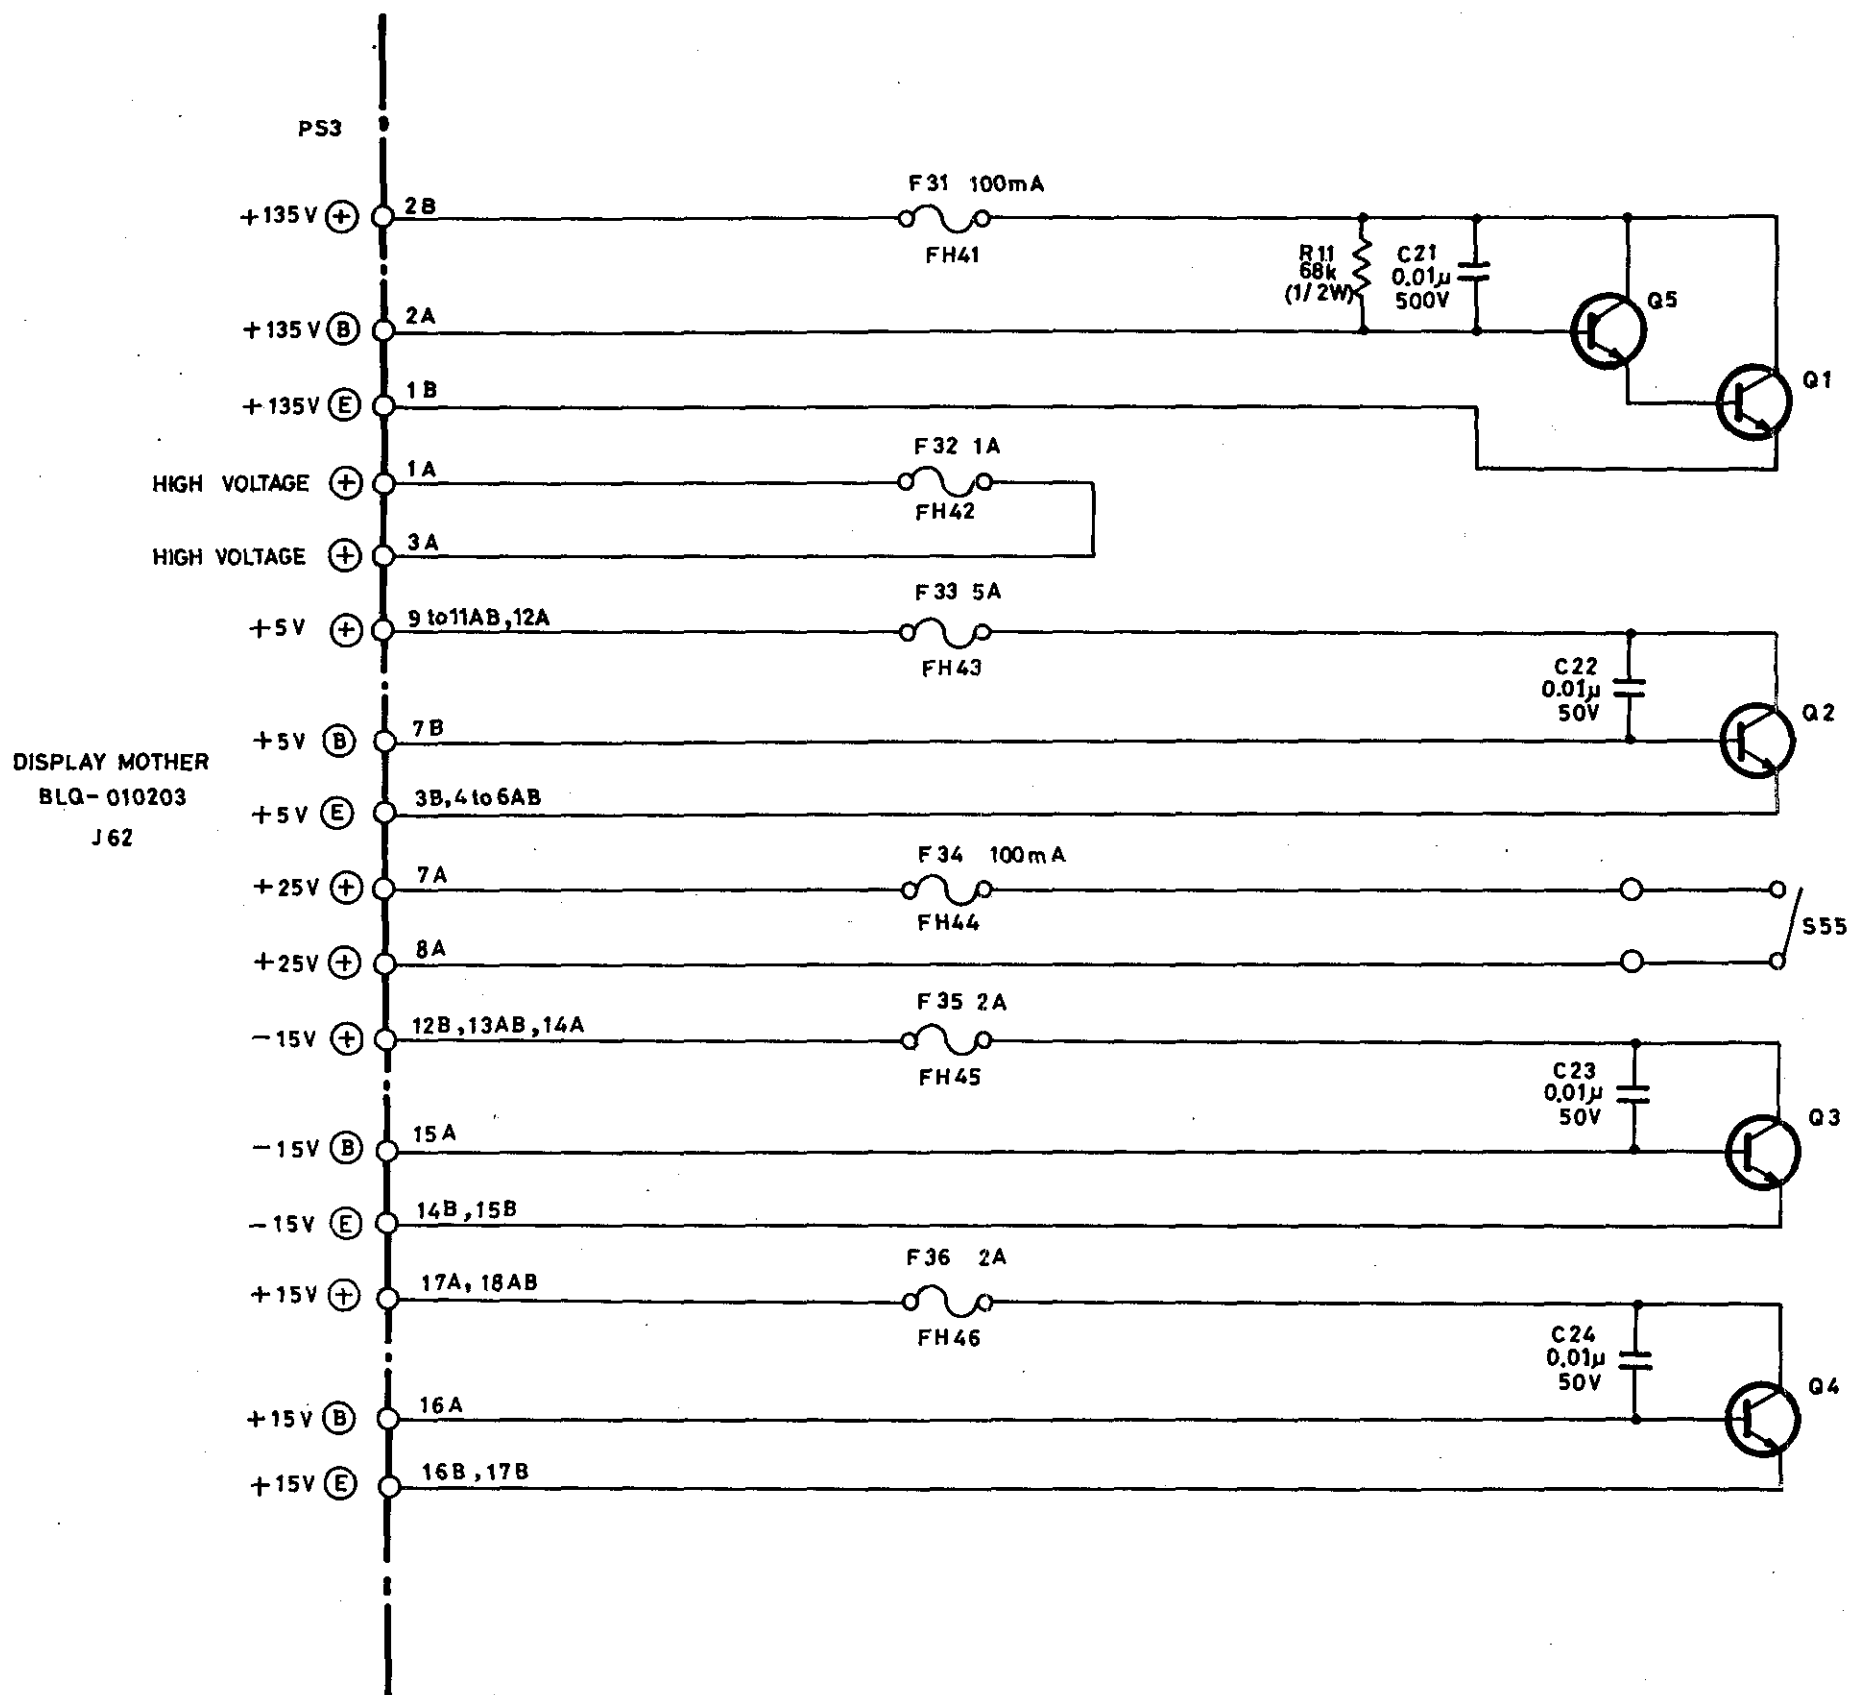 PS3
F31 100mA
+135V + 2B
FH41
R11
68k
(1/2W)
C21
0.01μ
500V
Q5
+135V B 2A
Q1
+135V E 1B
F32 1A
HIGH VOLTAGE + 1A
FH42
HIGH VOLTAGE + 3A
F33 5A
+5V + 9 to11AB,12A
FH43
C22
0.01μ
50V
Q2
+5V B 7B
DISPLAY MOTHER
BLQ-010203
J62
+5V E 3B,4 to 6AB
F34 100mA
+25V + 7A
FH44
S55
+25V + 8A
F35 2A
-15V + 12B,13AB,14A
FH45
C23
0.01μ
50V
Q3
-15V B 15A
-15V E 14B,15B
F36 2A
+15V + 17A, 18AB
FH46
C24
0.01μ
50V
Q4
+15V B 16A
+15V E 16B,17B